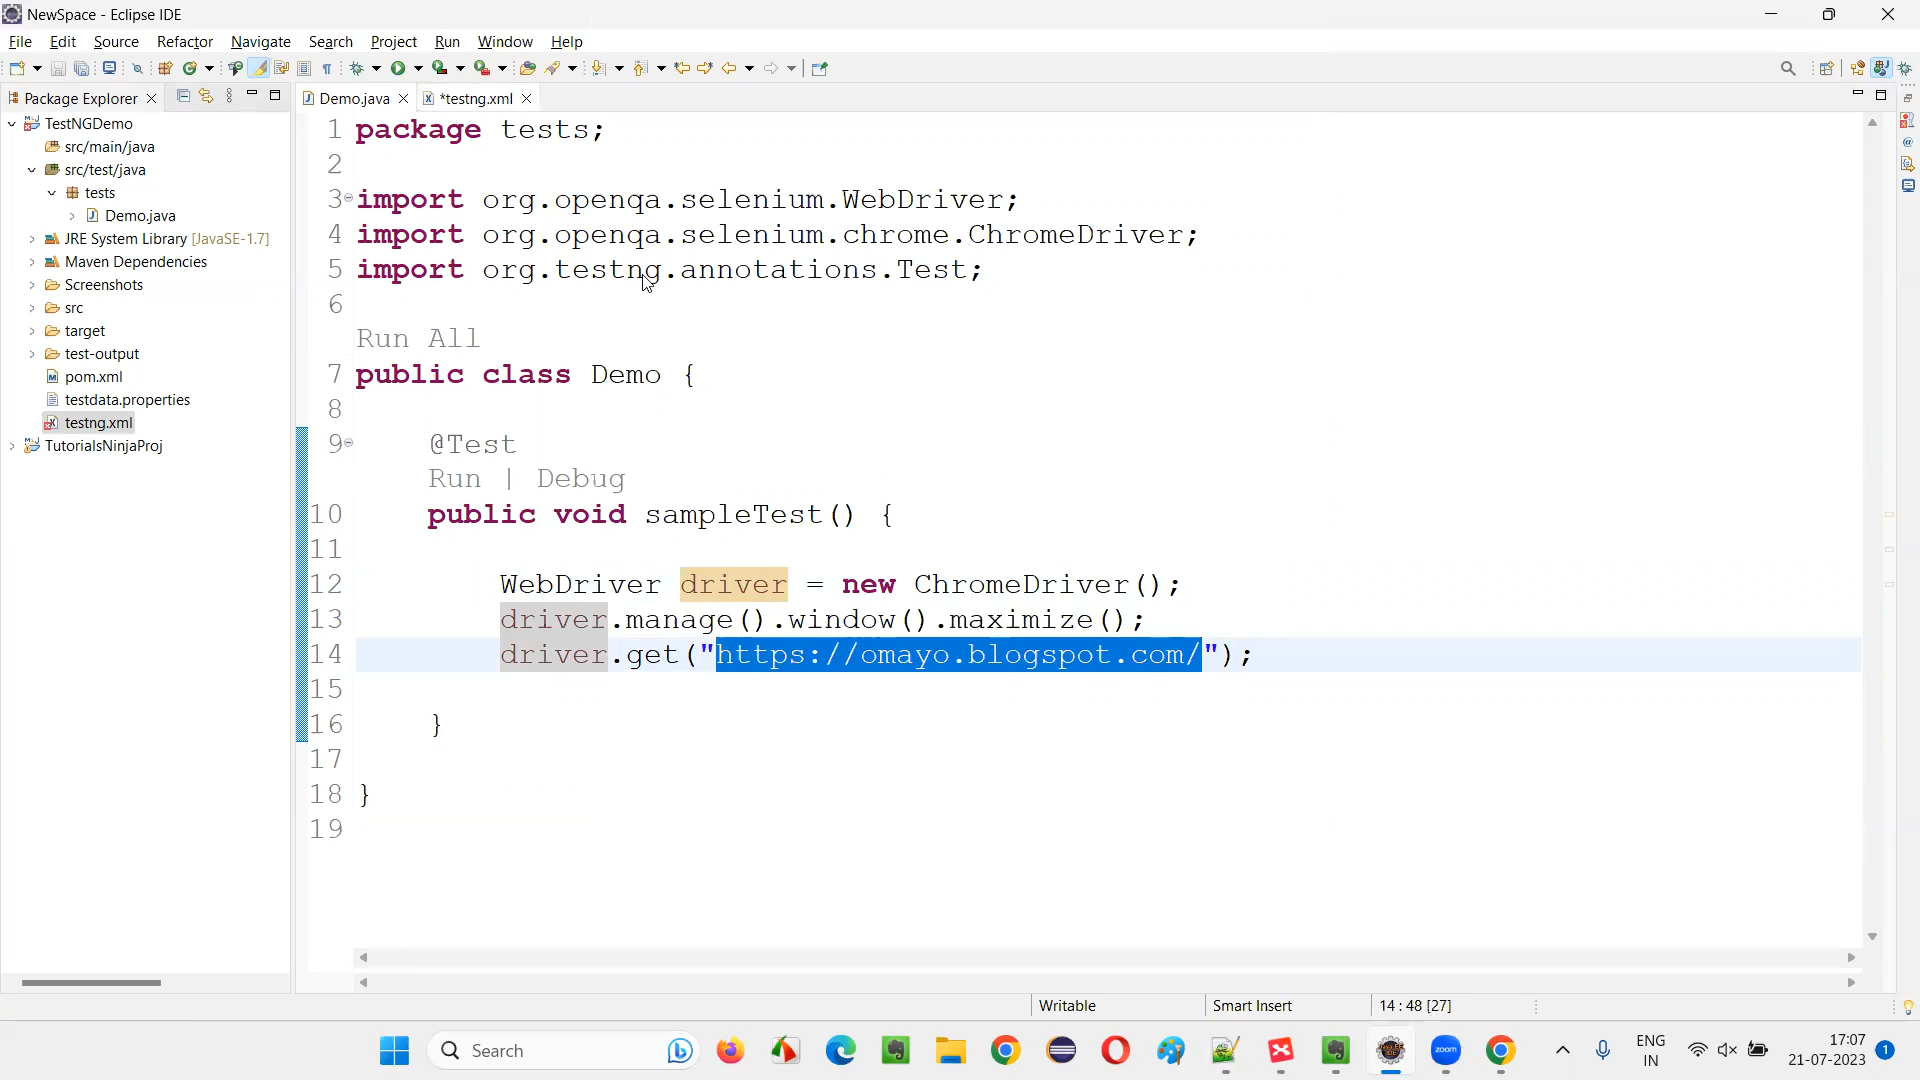 NewSpace - Eclipse IDE
File Edit Source Refactor Navigate Search Project Run Window Help
Package Explorer
Demo.java
*testng.xml
TestNGDemo
src/main/java
src/test/java
tests
Demo.java
JRE System Library [JavaSE-1.7]
Maven Dependencies
Screenshots
src
target
test-output
pom.xml
testdata.properties
testng.xml
TutorialsNinjaProj
1 package tests;
2
3 import org.openqa.selenium.WebDriver;
4 import org.openqa.selenium.chrome.ChromeDriver;
5 import org.testng.annotations.Test;
6
Run All
7 public class Demo {
8
9 @Test
Run | Debug
10 public void sampleTest() {
11
12 WebDriver driver = new ChromeDriver();
13 driver.manage().window().maximize();
14 driver.get("https://omayo.blogspot.com/");
15
16 }
17
18 }
19
Writable
Smart Insert
14 : 48 [27]
Search
zoom
ENG
IN
17:07
21-07-2023
1